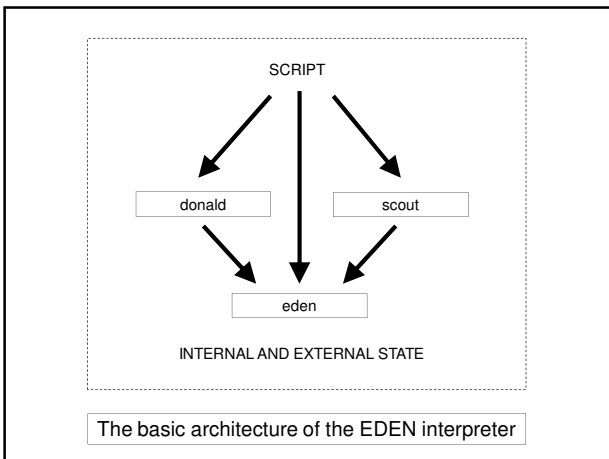 SCRIPT
donald
scout
eden
INTERNAL AND EXTERNAL STATE
The basic architecture of the EDEN interpreter